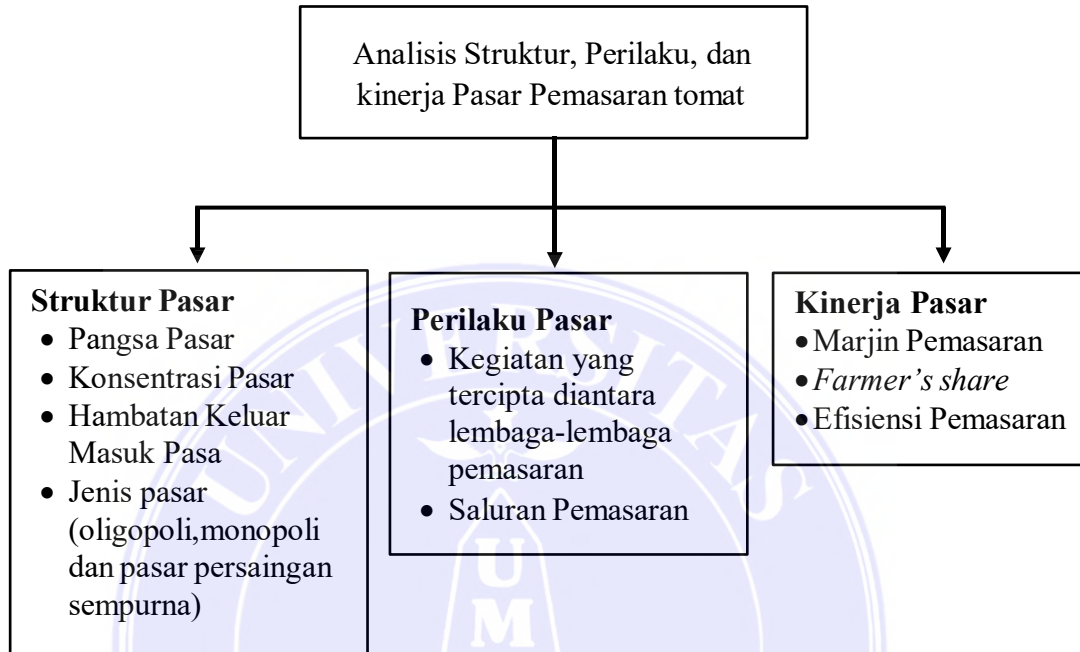 Analisis Struktur, Perilaku, dan
kinerja Pasar Pemasaran tomat
Struktur Pasar
• Pangsa Pasar
• Konsentrasi Pasar
• Hambatan Keluar
Masuk Pasa
• Jenis pasar
(oligopoli,monopoli
dan pasar persaingan
sempurna)
Perilaku Pasar
• Kegiatan yang
tercipta diantara
lembaga-lembaga
pemasaran
• Saluran Pemasaran
Kinerja Pasar
• Marjin Pemasaran
• Farmer’s share
• Efisiensi Pemasaran
UNIVERSITAS
U
M